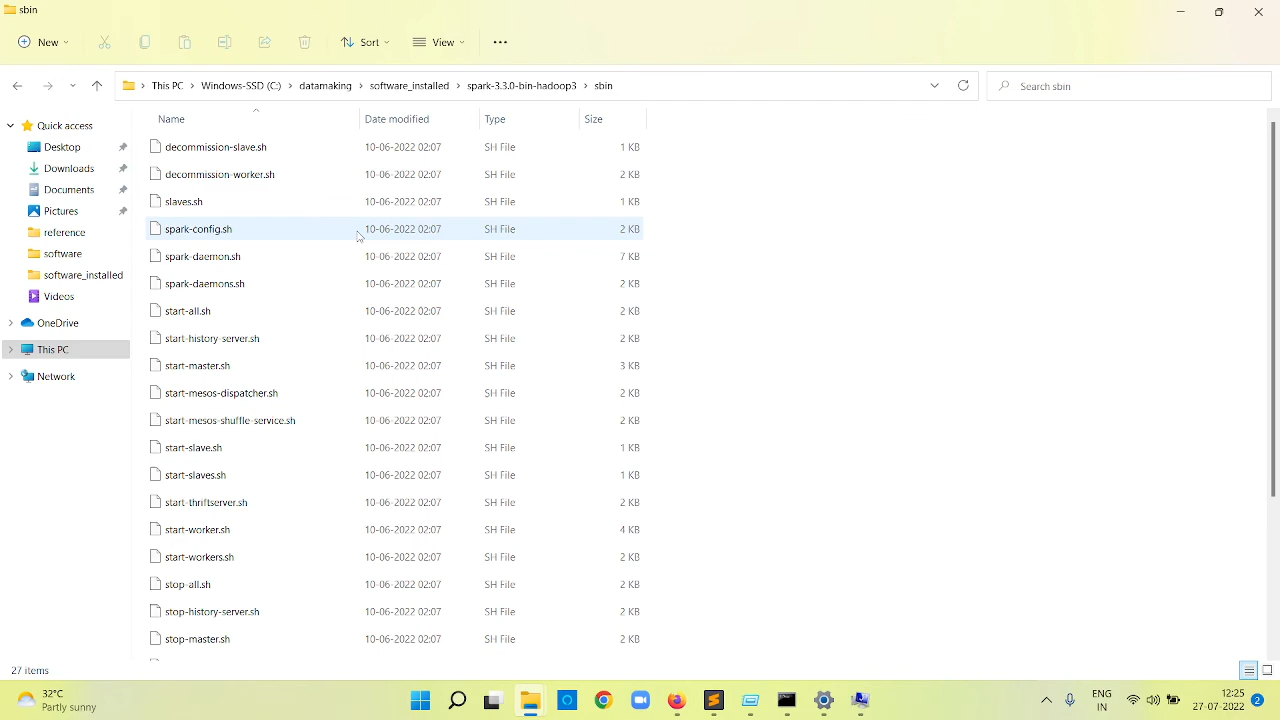 sbin
New Sort View
This PC Windows-SSD (C:) datamaking software_installed spark-3.3.0-bin-hadoop3 sbin Search sbin
Name Date modified Type Size
Quick access
Desktop
Downloads
Documents
Pictures
reference
software
software_installed
Videos
OneDrive
This PC
Network
decommission-slave.sh 10-06-2022 02:07 SH File 1 KB
decommission-worker.sh 10-06-2022 02:07 SH File 2 KB
slaves.sh 10-06-2022 02:07 SH File 1 KB
spark-config.sh 10-06-2022 02:07 SH File 2 KB
spark-daemon.sh 10-06-2022 02:07 SH File 7 KB
spark-daemons.sh 10-06-2022 02:07 SH File 2 KB
start-all.sh 10-06-2022 02:07 SH File 2 KB
start-history-server.sh 10-06-2022 02:07 SH File 2 KB
start-master.sh 10-06-2022 02:07 SH File 3 KB
start-mesos-dispatcher.sh 10-06-2022 02:07 SH File 2 KB
start-mesos-shuffle-service.sh 10-06-2022 02:07 SH File 2 KB
start-slave.sh 10-06-2022 02:07 SH File 1 KB
start-slaves.sh 10-06-2022 02:07 SH File 1 KB
start-thriftserver.sh 10-06-2022 02:07 SH File 2 KB
start-worker.sh 10-06-2022 02:07 SH File 4 KB
start-workers.sh 10-06-2022 02:07 SH File 2 KB
stop-all.sh 10-06-2022 02:07 SH File 2 KB
stop-history-server.sh 10-06-2022 02:07 SH File 2 KB
stop-master.sh 10-06-2022 02:07 SH File 2 KB
27 items
32°C
Partly sunny
ENG
IN
12:25
27-07-2022
2